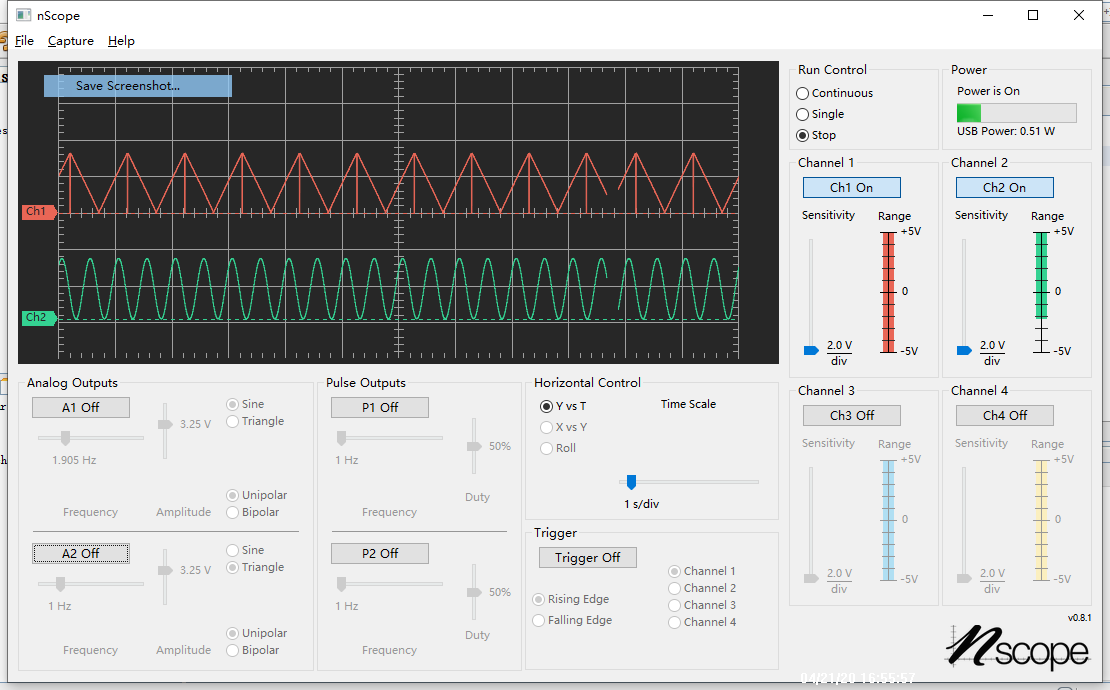 nScope
File Capture Help
Save Screenshot...
Ch1
Ch2
Run Control
Continuous
Single
Stop
Power
Power is On
USB Power: 0.51 W
Channel 1
Ch1 On
Sensitivity Range
+5V
0
2.0 V
div
-5V
Channel 2
Ch2 On
Sensitivity Range
+5V
0
2.0 V
div
-5V
Channel 3
Ch3 Off
Sensitivity Range
+5V
0
2.0 V
div
-5V
Channel 4
Ch4 Off
Sensitivity Range
+5V
0
2.0 V
div
-5V
Analog Outputs
A1 Off
1.905 Hz
Frequency
3.25 V
Amplitude
Sine
Triangle
Unipolar
Bipolar
A2 Off
1 Hz
Frequency
3.25 V
Amplitude
Sine
Triangle
Unipolar
Bipolar
Pulse Outputs
P1 Off
1 Hz
Frequency
50%
Duty
P2 Off
1 Hz
Frequency
50%
Duty
Horizontal Control
Y vs T
X vs Y
Roll
Time Scale
1 s/div
Trigger
Trigger Off
Rising Edge
Falling Edge
Channel 1
Channel 2
Channel 3
Channel 4
v0.8.1
nscope